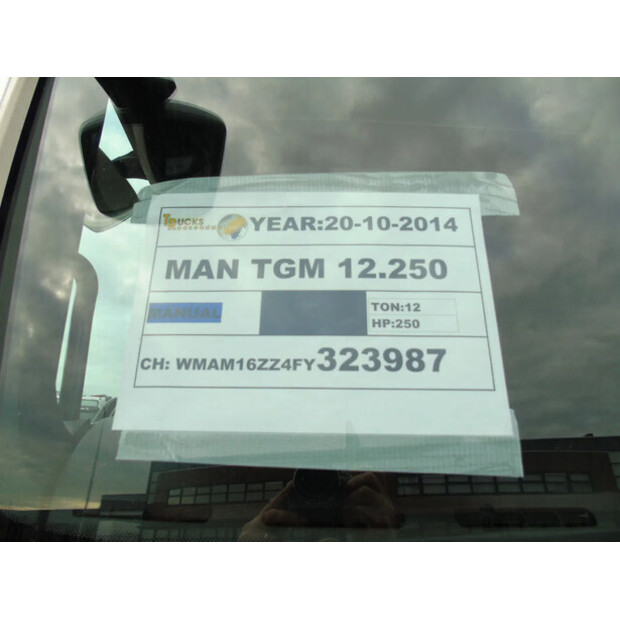 TRUCKS
YEAR:20-10-2014
MAN TGM 12.250
MANUAL
TON:12
HP:250
CH: WMAM16ZZ4FY323987